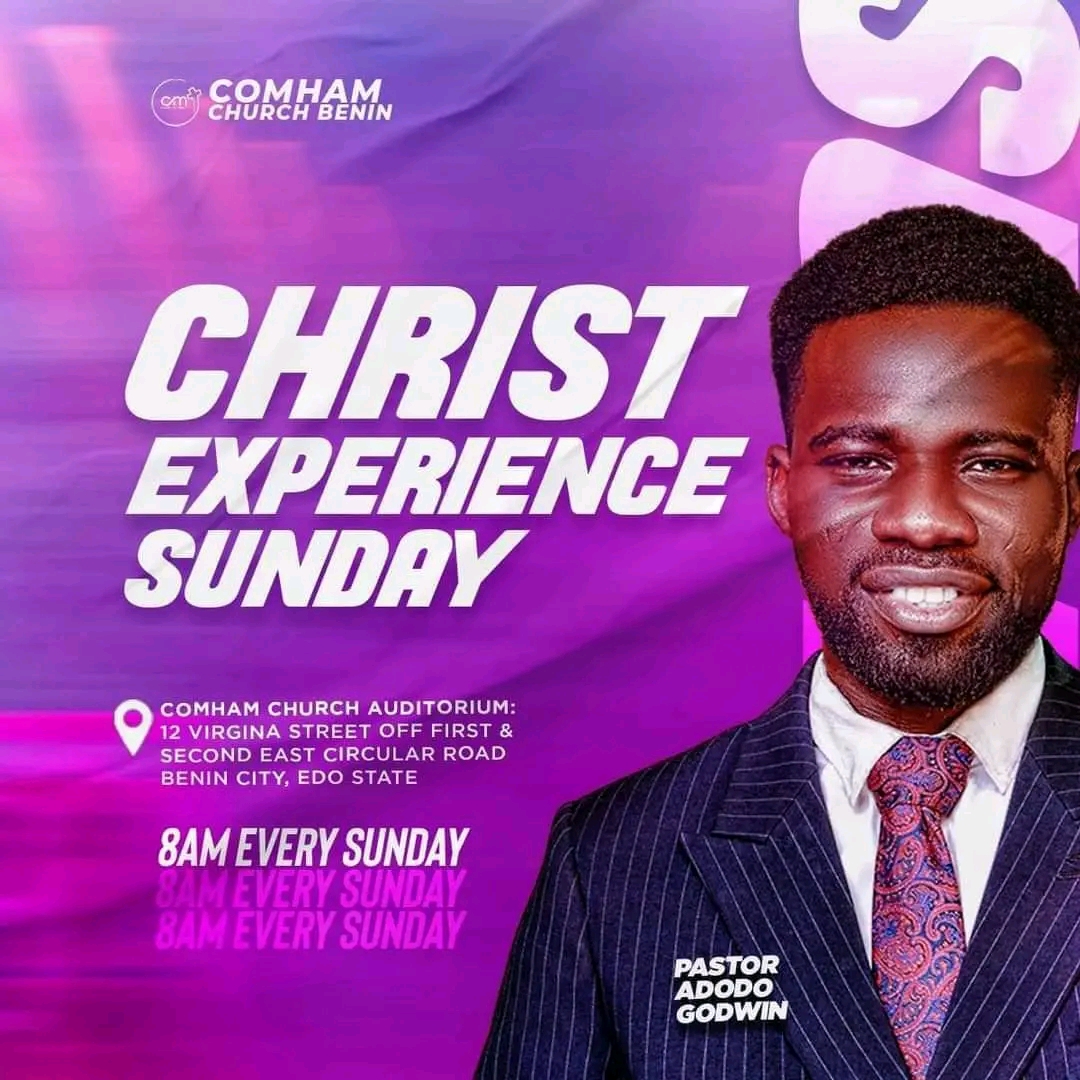 COMHAM
CHURCH BENIN
CHRIST
EXPERIENCE
SUNDAY
COMHAM CHURCH AUDITORIUM:
12 VIRGINA STREET OFF FIRST &
SECOND EAST CIRCULAR ROAD
BENIN CITY, EDO STATE
8AM EVERY SUNDAY
8AM EVERY SUNDAY
8AM EVERY SUNDAY
PASTOR
ADODO
GODWIN